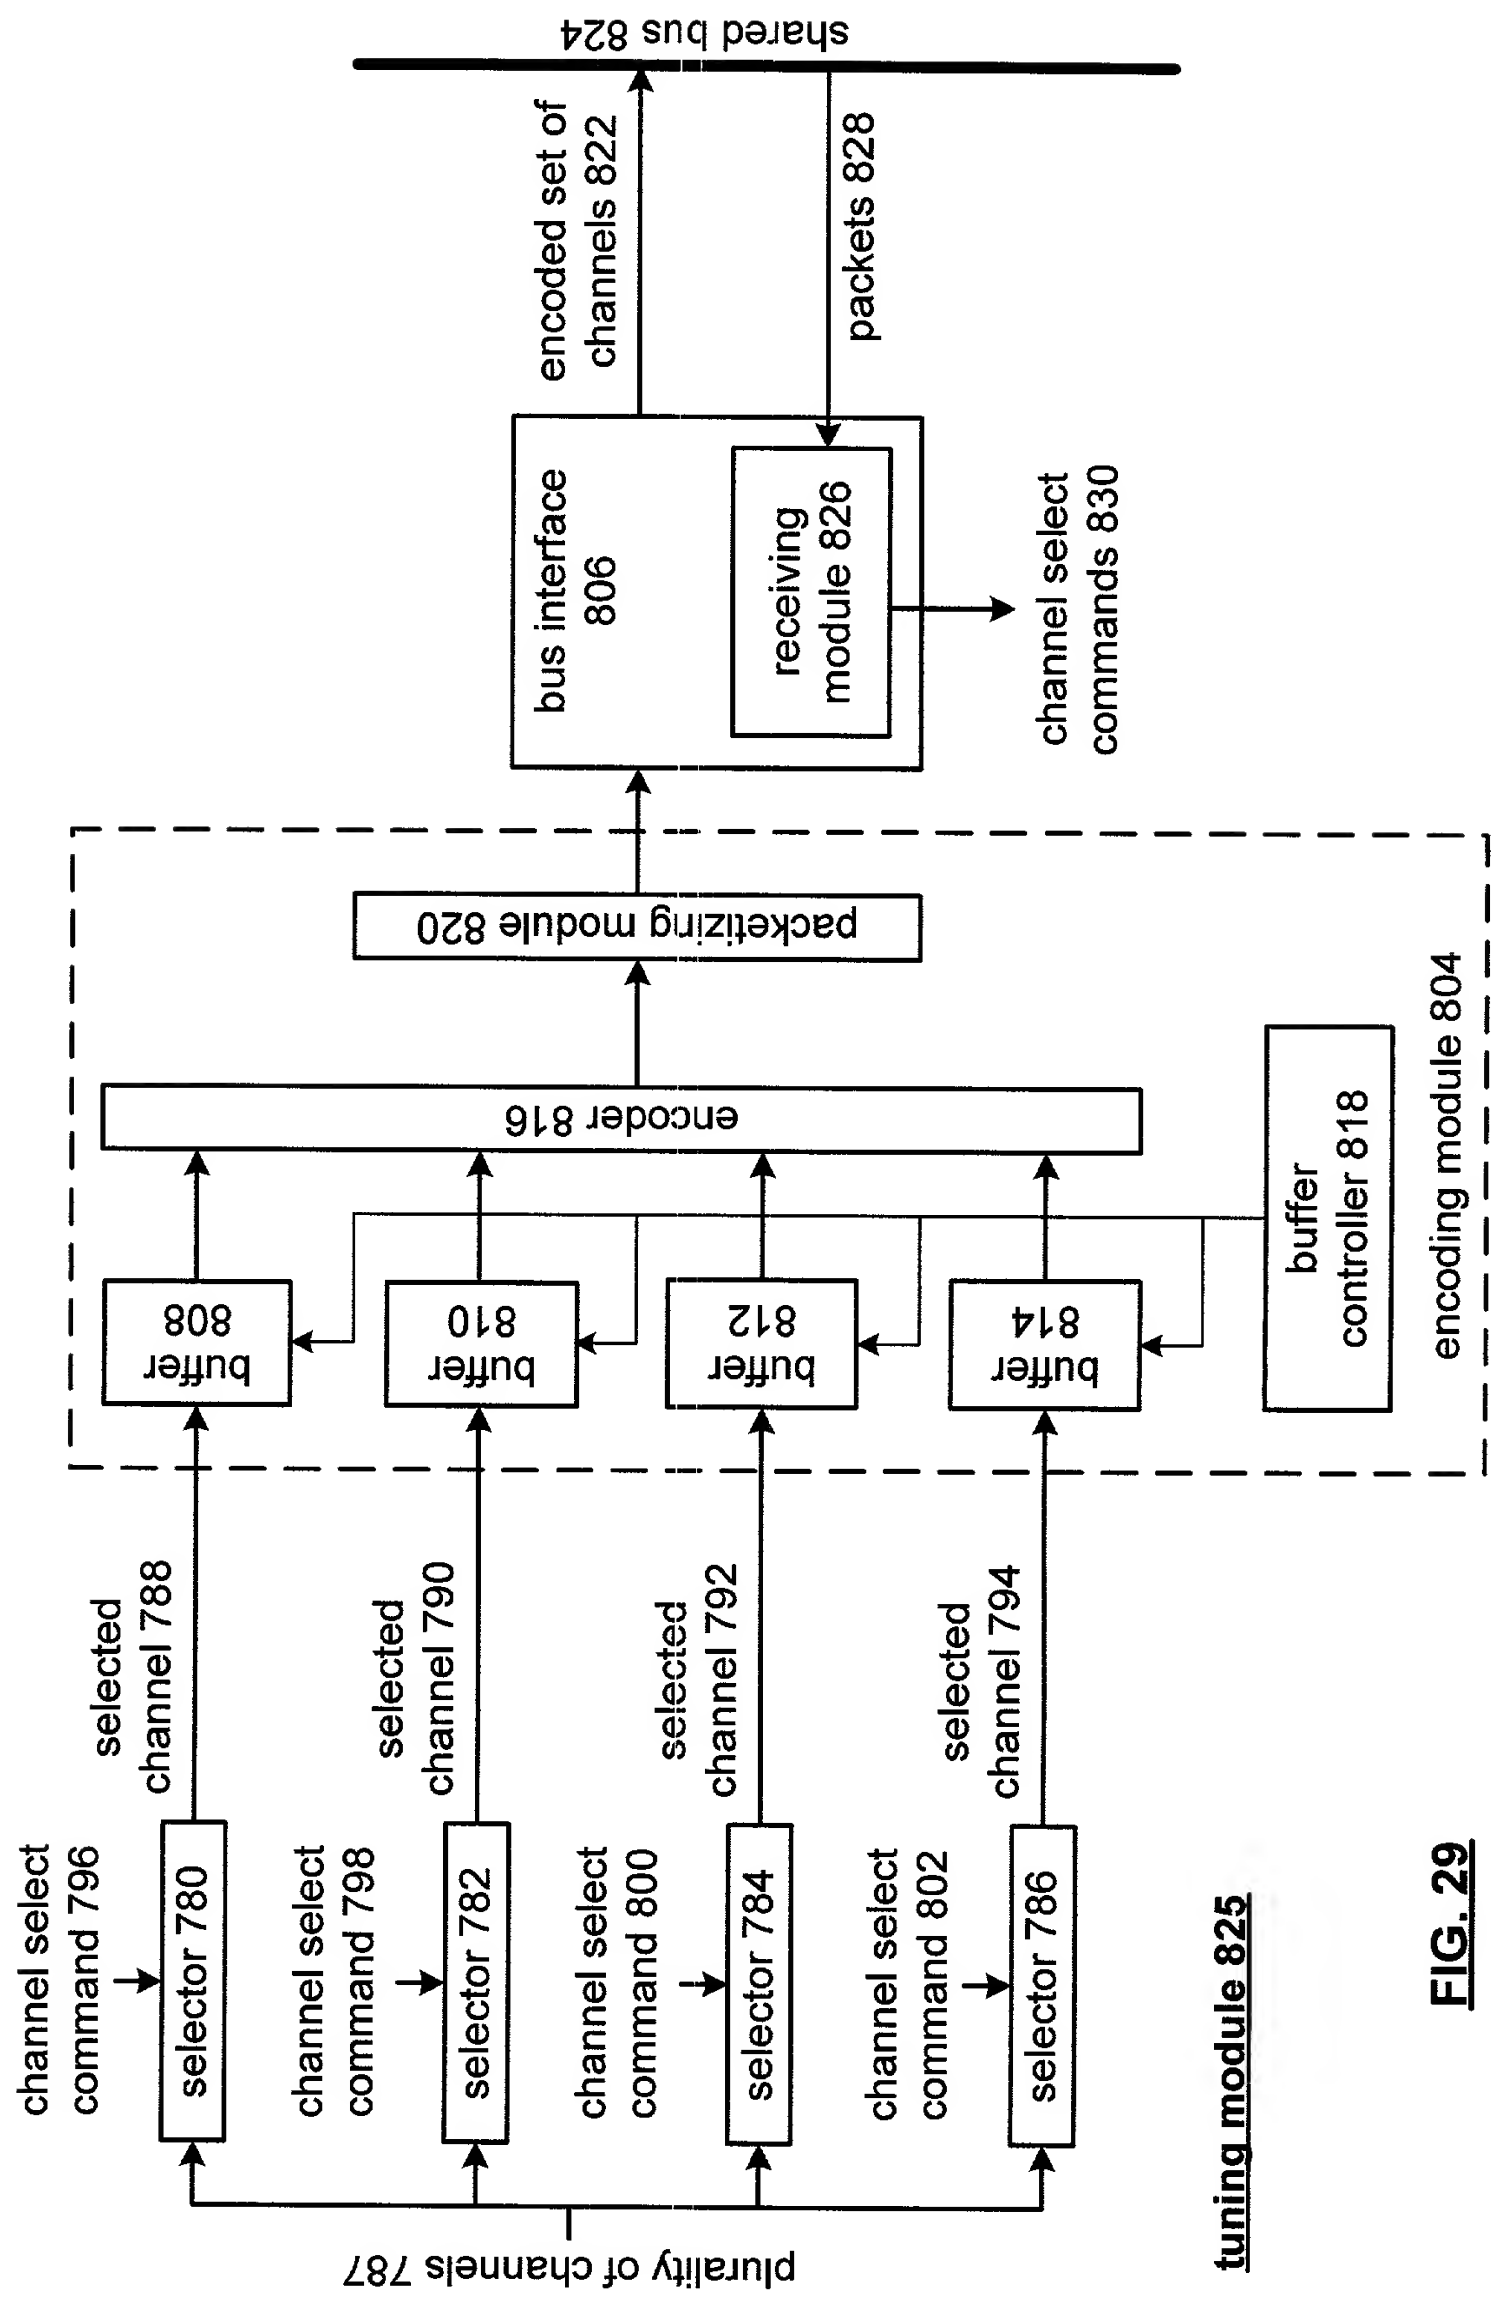 plurality of channels 787
channel select
command 796
selector 780
selected
channel 788
channel select
command 798
selector 782
selected
channel 790
channel select
command 800
selector 784
selected
channel 792
channel select
command 802
selector 786
selected
channel 794
buffer
808
buffer
810
buffer
812
buffer
814
encoder 816
buffer
controller 818
packetizing module 820
encoding module 804
bus interface
806
receiving
module 826
channel select
commands 830
encoded set of
channels 822
packets 828
shared bus 824
tuning module 825
FIG. 29